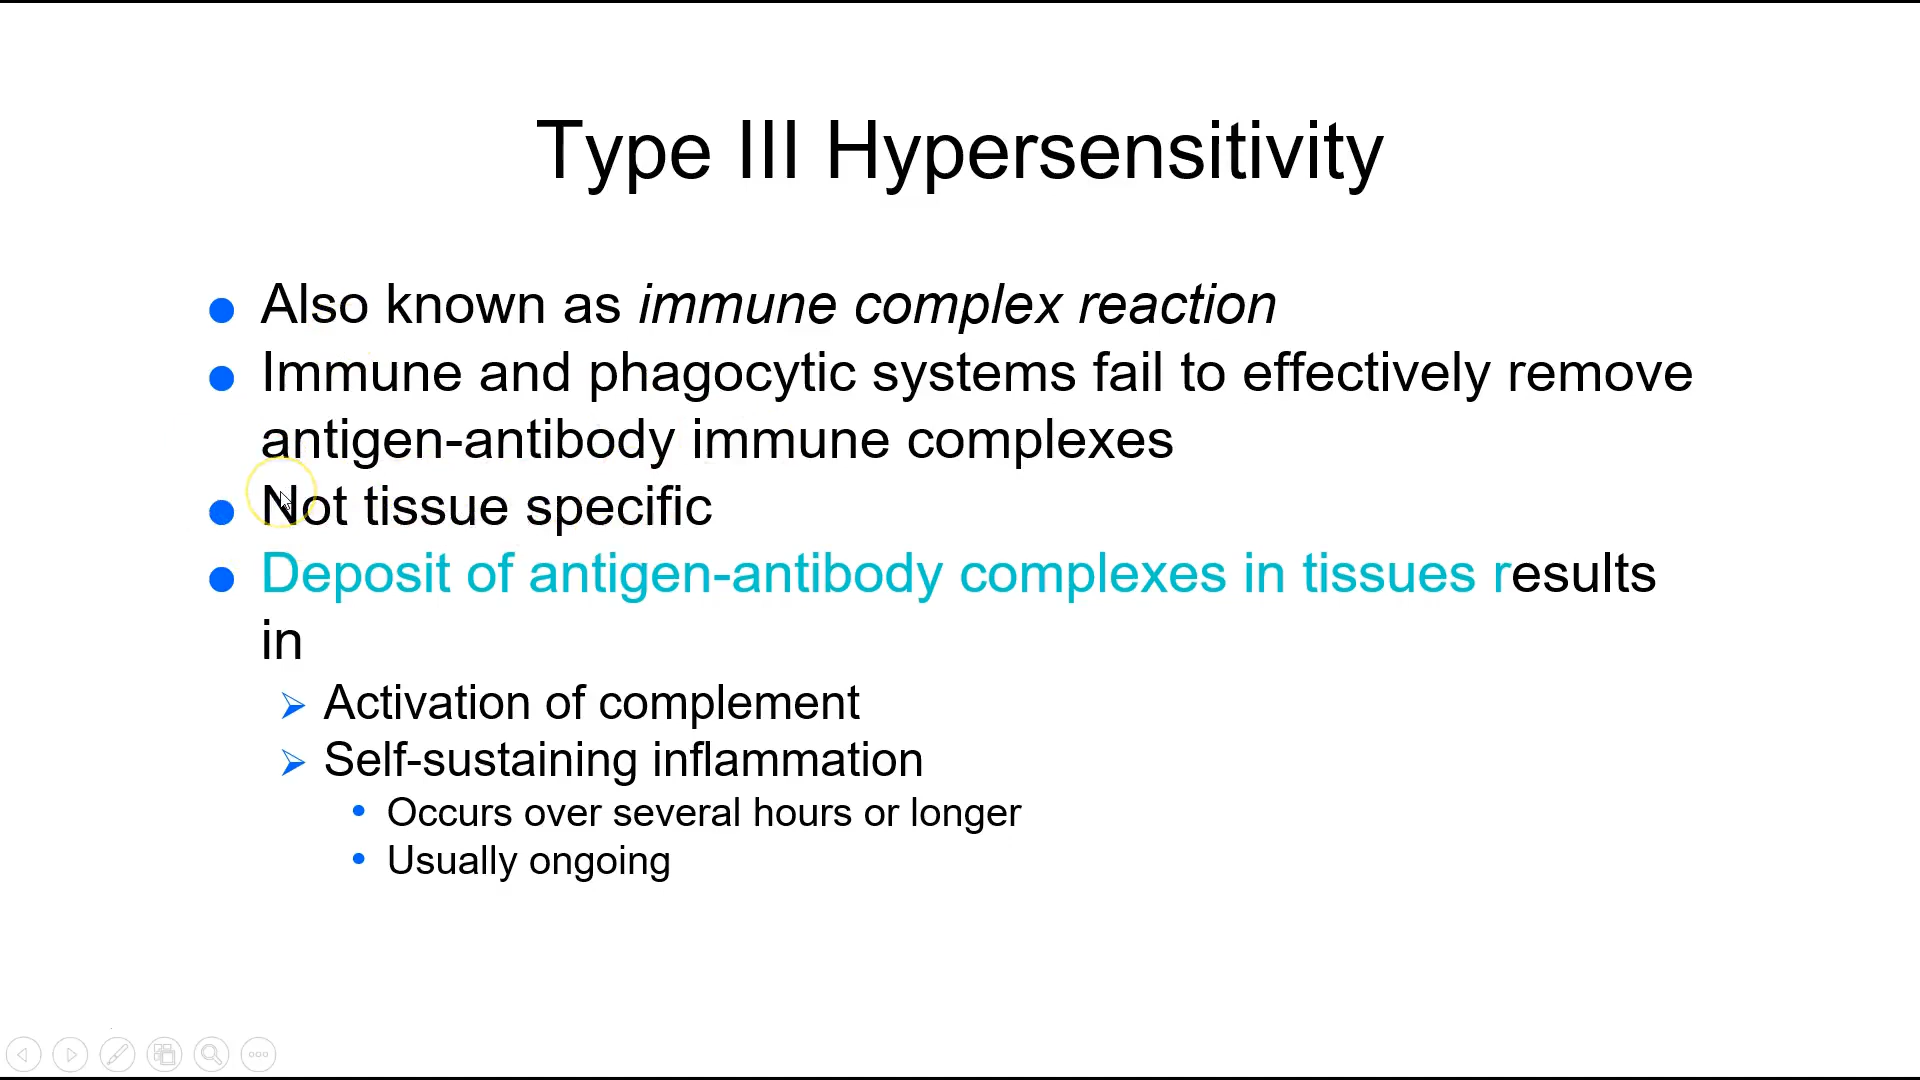 Type III Hypersensitivity
Also known as immune complex reaction
Immune and phagocytic systems fail to effectively remove
antigen-antibody immune complexes
Not tissue specific
Deposit of antigen-antibody complexes in tissues results
in
Activation of complement
Self-sustaining inflammation
Occurs over several hours or longer
Usually ongoing